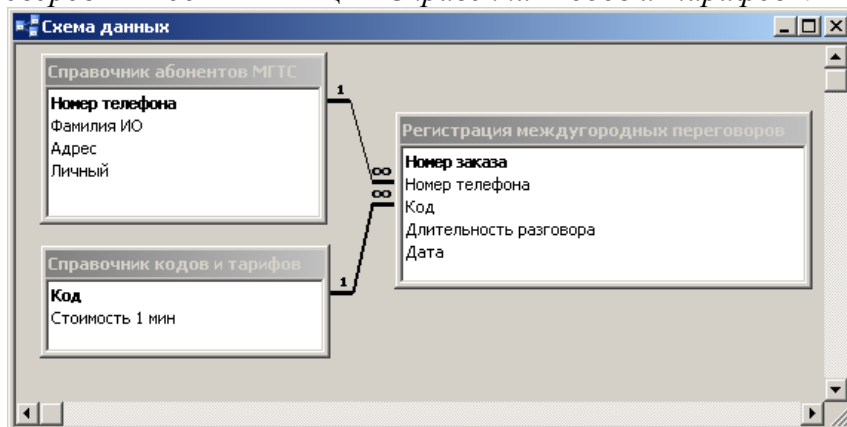 Схема данных
Справочник абонентов МГТС
Номер телефона
Фамилия ИО
Адрес
Личный
1
∞
∞
Регистрация междугородных переговоров
Номер заказа
Номер телефона
Код
Длительность разговора
Дата
Справочник кодов и тарифов
1
Код
Стоимость 1 мин